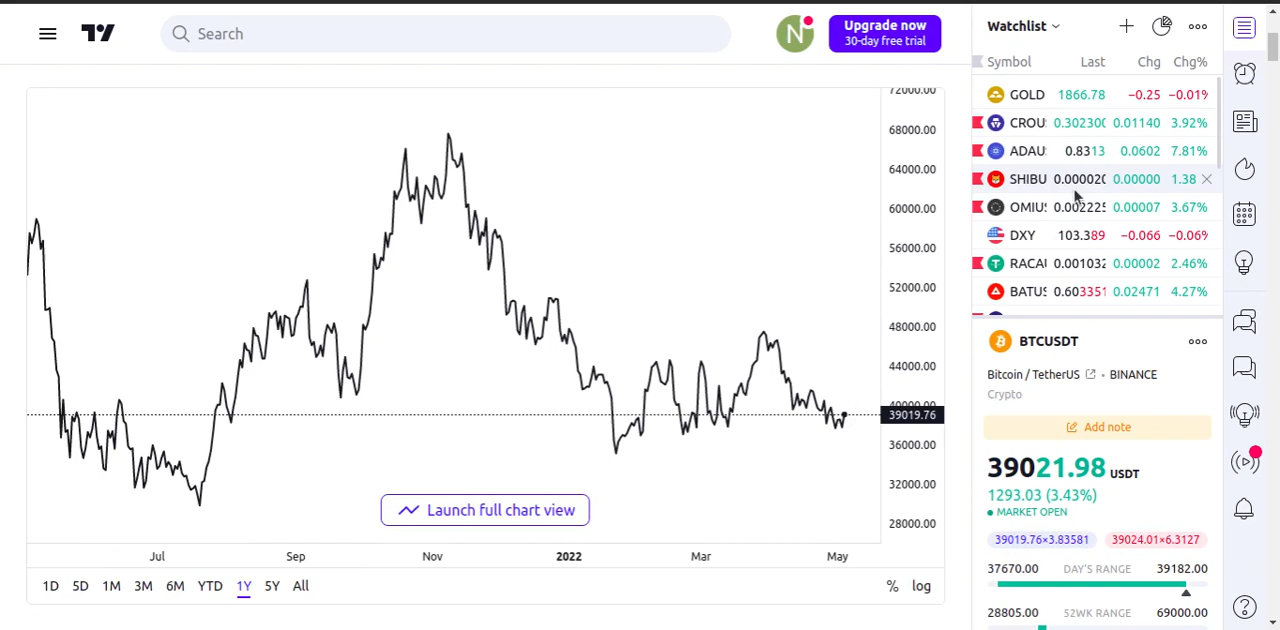 Search
N
Upgrade now
30-day free trial
72000.00
68000.00
64000.00
60000.00
56000.00
52000.00
48000.00
44000.00
40000.00
39019.76
36000.00
32000.00
28000.00
Launch full chart view
Jul Sep Nov 2022 Mar May
1D 5D 1M 3M 6M YTD 1Y 5Y All % log
Watchlist
Symbol Last Chg Chg%
GOLD 1866.78 −0.25 −0.01%
CROU 0.302300 0.01140 3.92%
ADAU 0.8313 0.0602 7.81%
SHIBU 0.000020 0.00000 1.38
OMIU 0.002225 0.00007 3.67%
DXY 103.389 −0.066 −0.06%
RACAU 0.001032 0.00002 2.46%
BATUS 0.603351 0.02471 4.27%
BTCUSDT
Bitcoin / TetherUS • BINANCE
Crypto
Add note
39021.98 USDT
1293.03 (3.43%)
MARKET OPEN
39019.76×3.83581 39024.01×6.3127
37670.00 DAY'S RANGE 39182.00
28805.00 52WK RANGE 69000.00